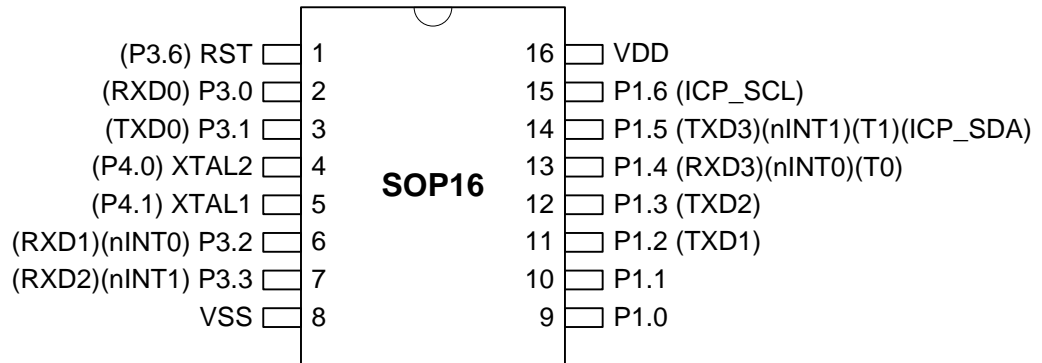 (P3.6) RST 1 16 VDD
(RXD0) P3.0 2 15 P1.6 (ICP_SCL)
(TXD0) P3.1 3 14 P1.5 (TXD3)(nINT1)(T1)(ICP_SDA)
(P4.0) XTAL2 4 13 P1.4 (RXD3)(nINT0)(T0)
SOP16
(P4.1) XTAL1 5 12 P1.3 (TXD2)
(RXD1)(nINT0) P3.2 6 11 P1.2 (TXD1)
(RXD2)(nINT1) P3.3 7 10 P1.1
VSS 8 9 P1.0